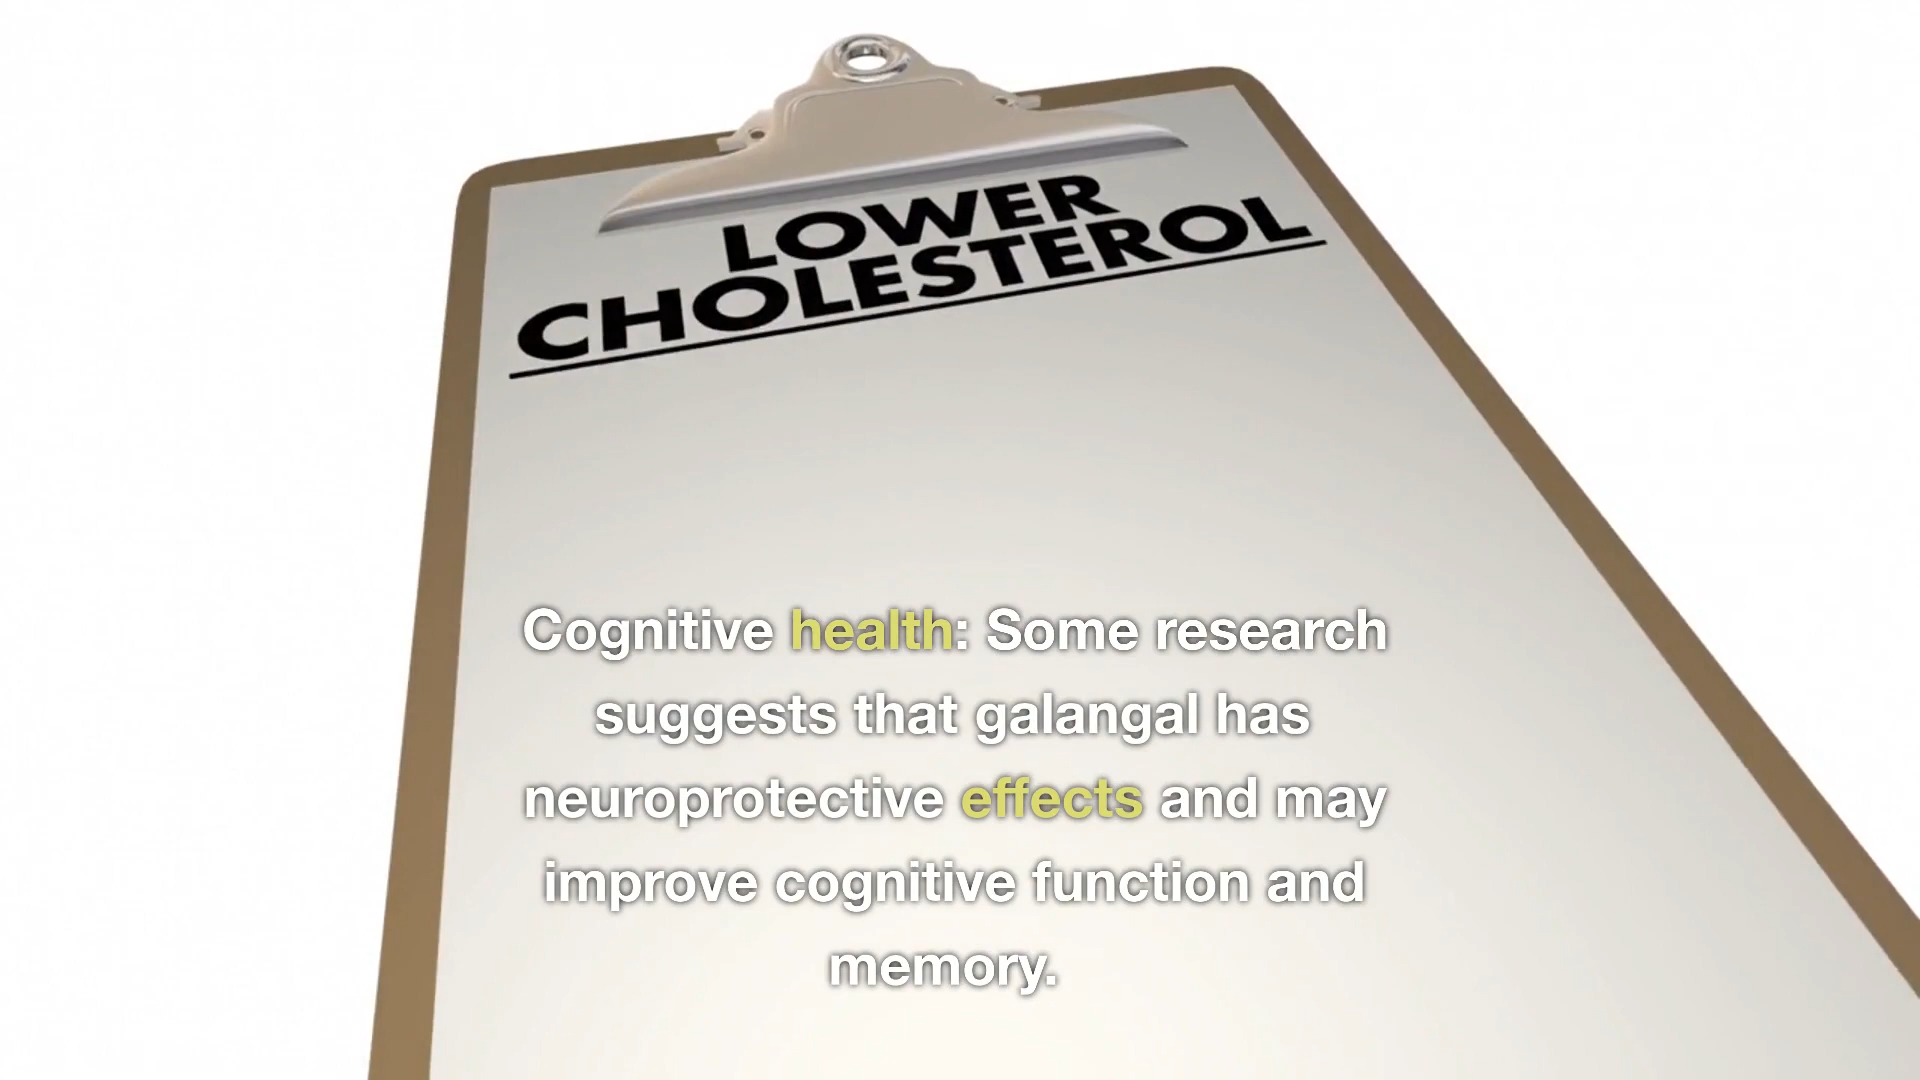 LOWER
CHOLESTEROL
Cognitive health: Some research
suggests that galangal has
neuroprotective effects and may
improve cognitive function and
memory.